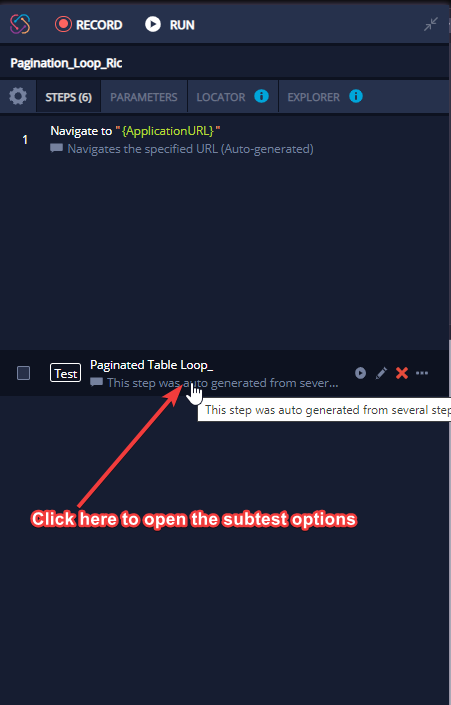 RECORD RUN
Pagination_Loop_Ric
STEPS (6) PARAMETERS LOCATOR i EXPLORER i
1 Navigate to "{ApplicationURL}"
Navigates the specified URL (Auto-generated)
Test Paginated Table Loop_
This step was auto generated from sever...
This step was auto generated from several step
Click here to open the subtest options